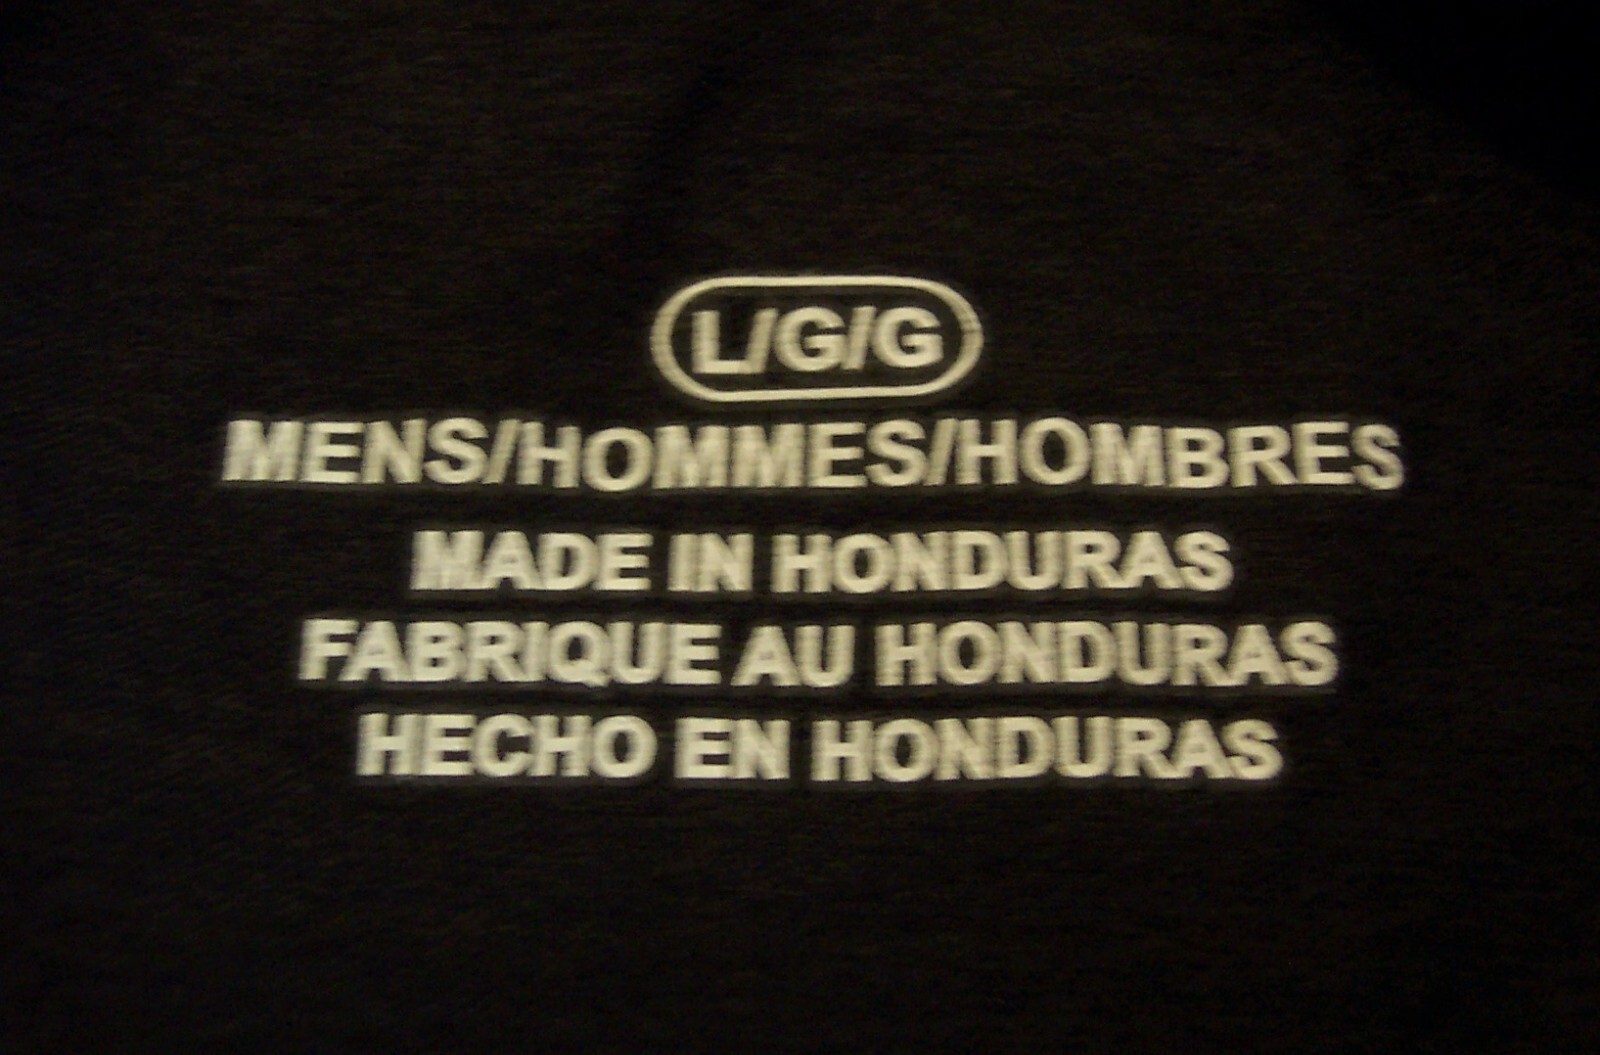 L/G/G
MENS/HOMMES/HOMBRES
MADE IN HONDURAS
FABRIQUE AU HONDURAS
HECHO EN HONDURAS